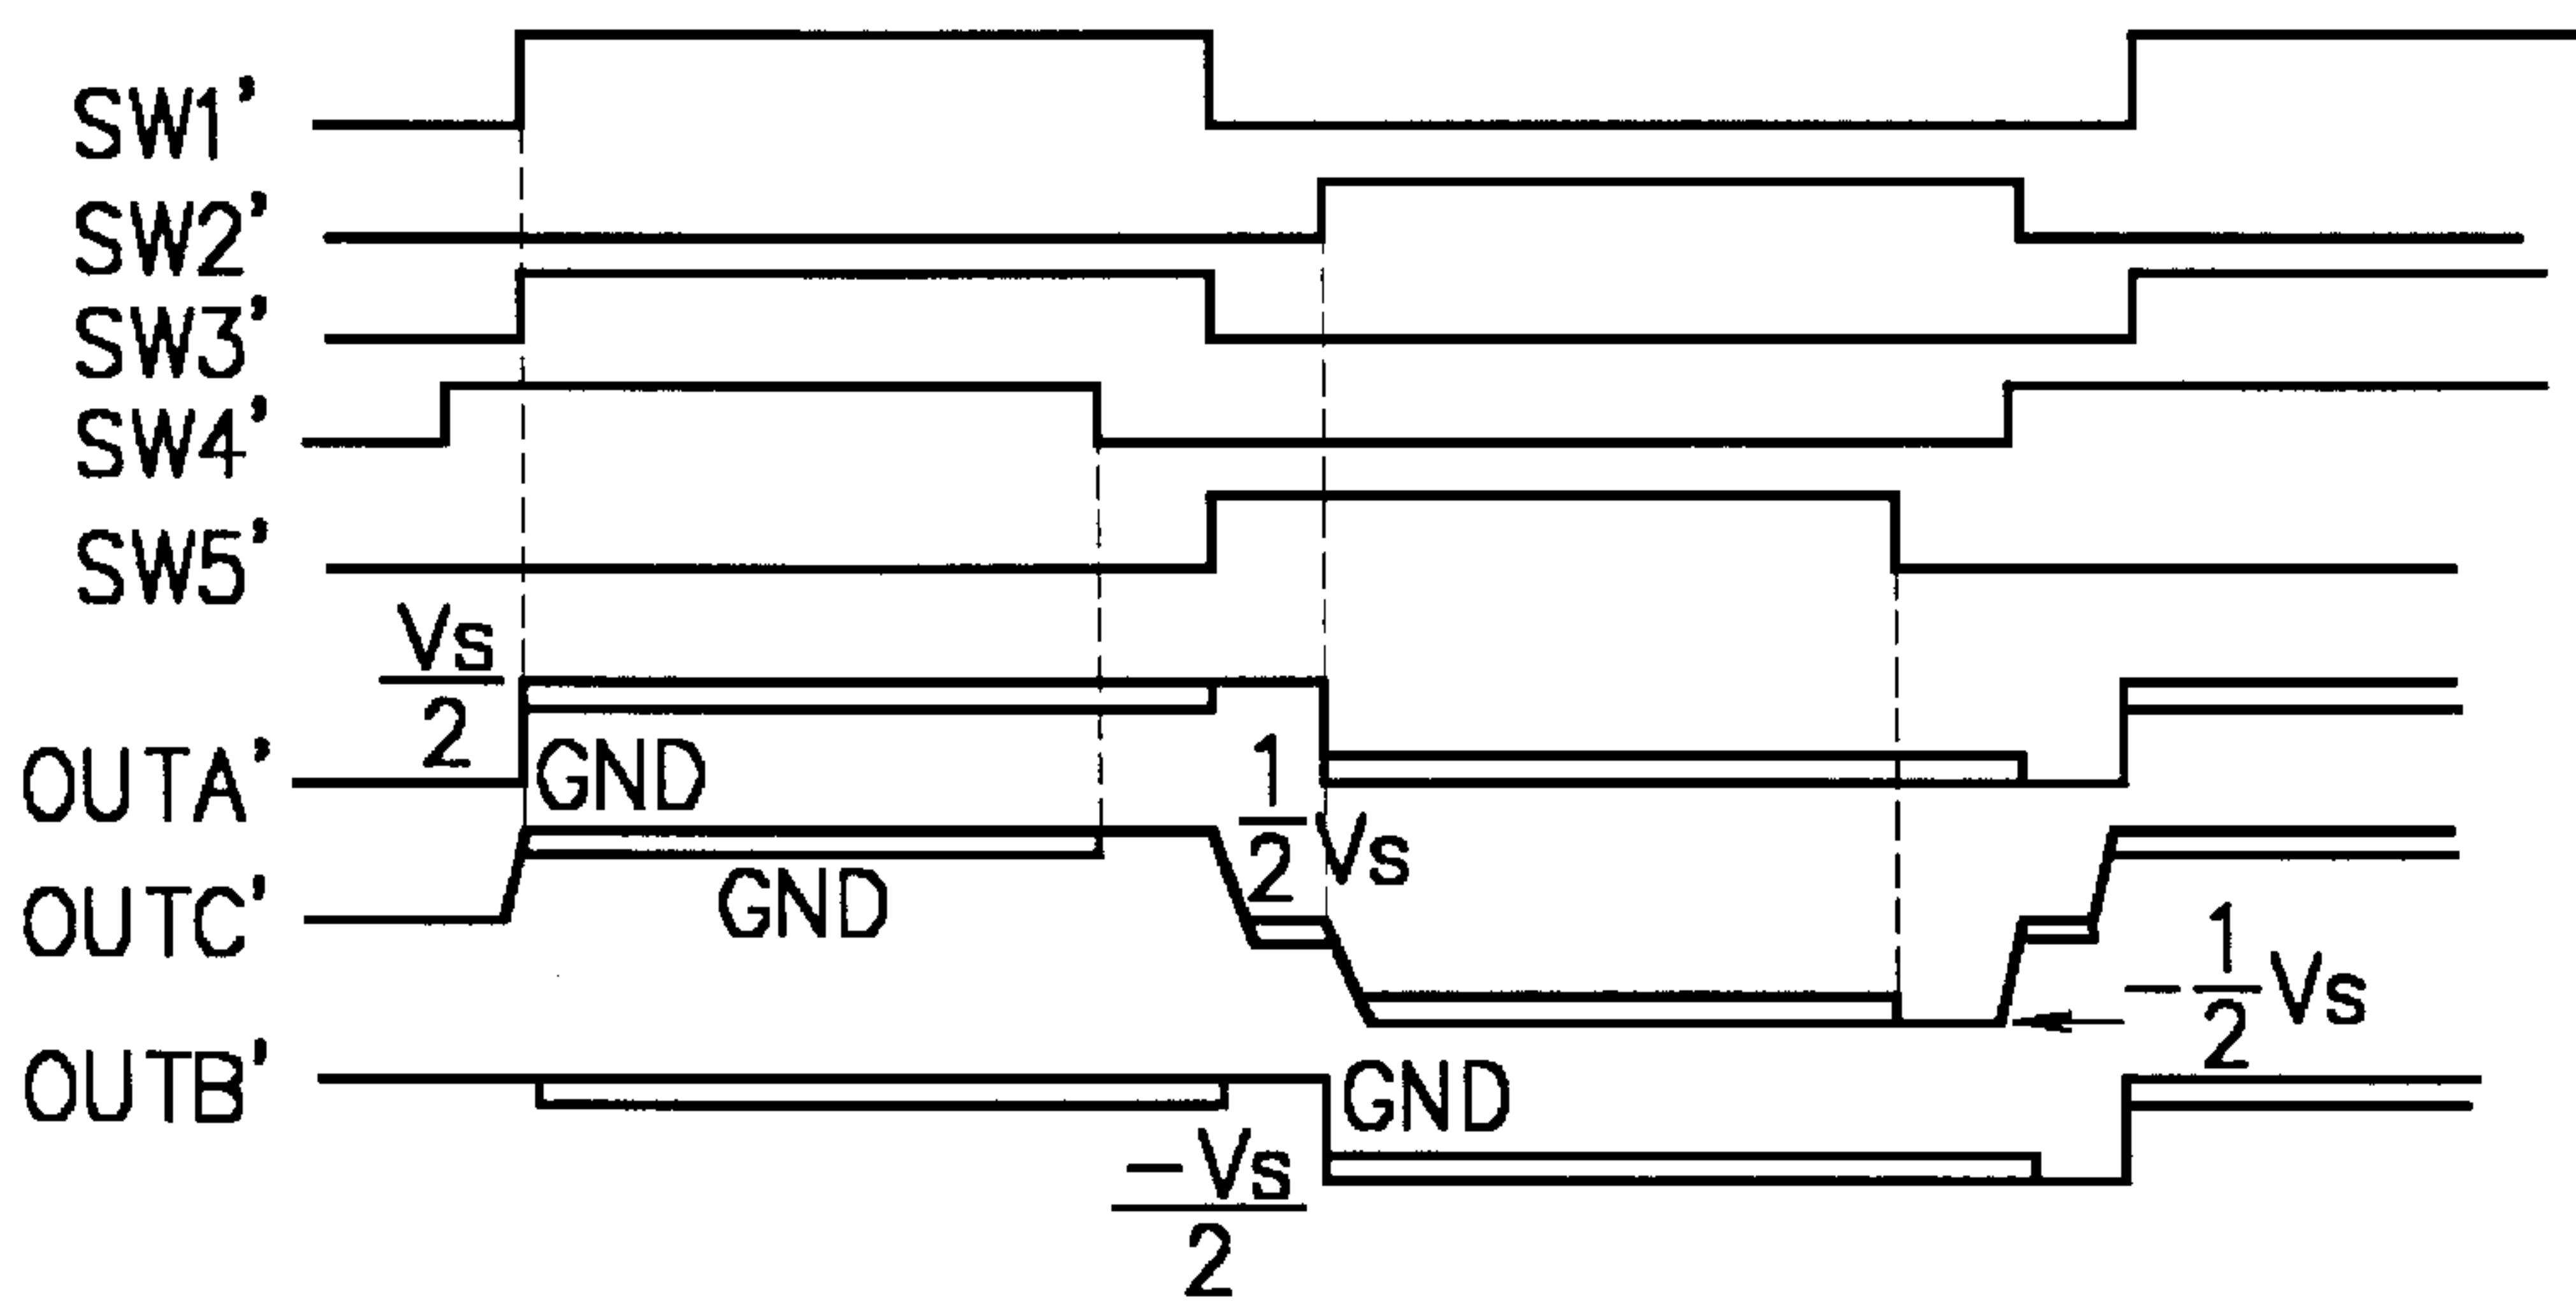 SW1'
SW2'
SW3'
SW4'
SW5'
Vs
2
OUTA'
GND
1
2
Vs
OUTC'
GND
-
1
2
Vs
OUTB'
GND
-Vs
2